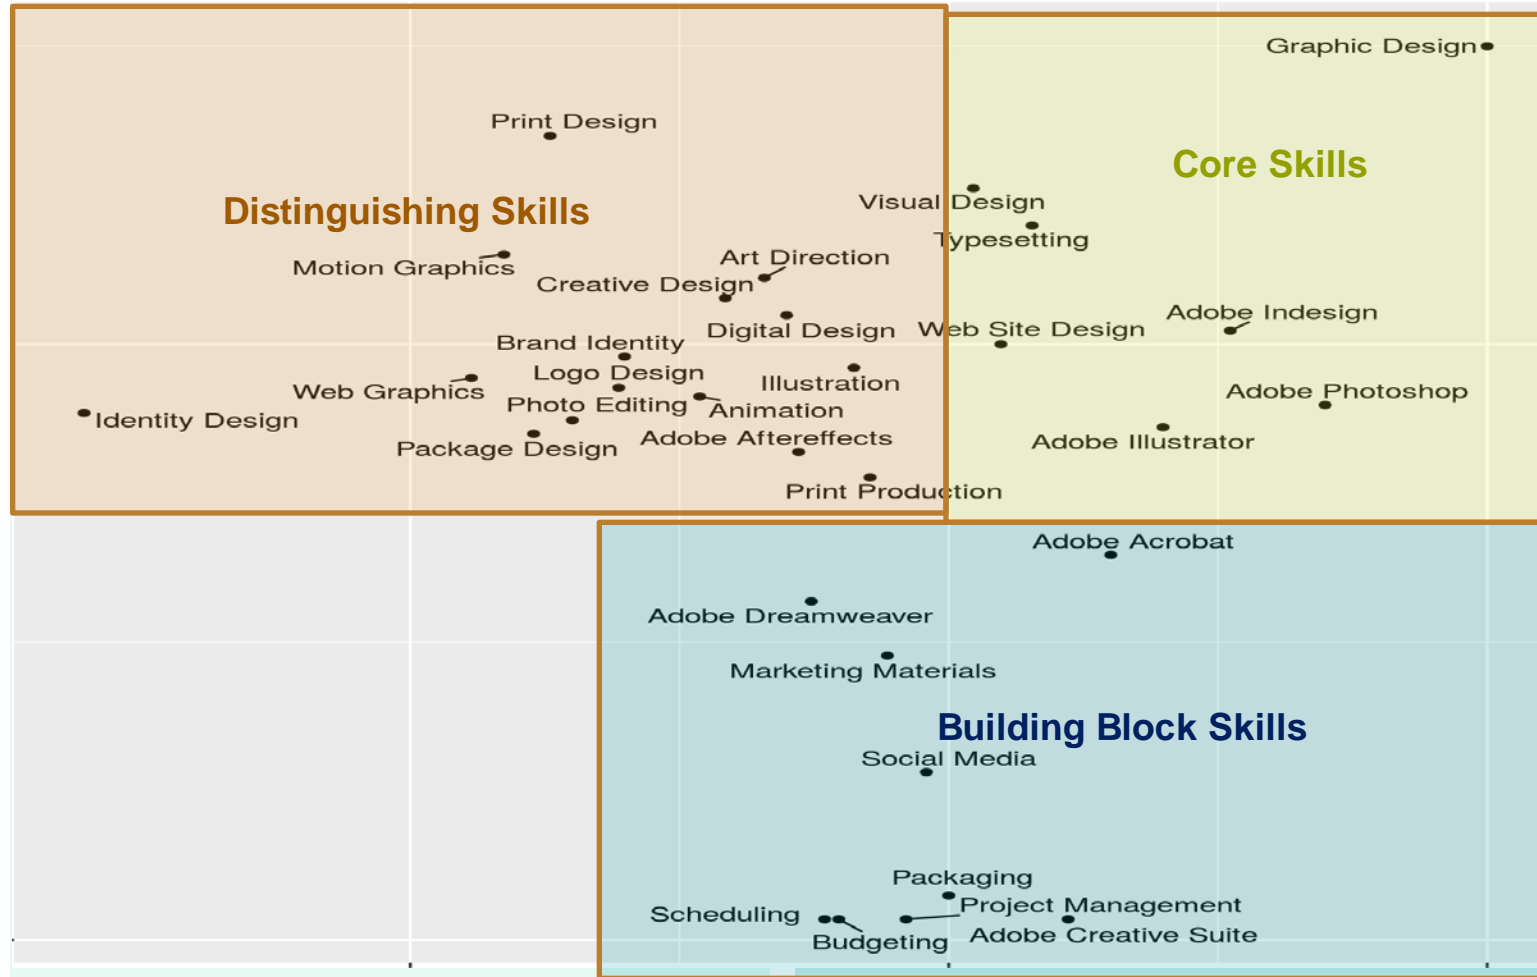 Graphic Design
Print Design
Core Skills
Distinguishing Skills
Visual Design
Typesetting
Art Direction
Motion Graphics
Creative Design
Adobe Indesign
Digital Design
Web Site Design
Brand Identity
Logo Design
Illustration
Web Graphics
Adobe Photoshop
Photo Editing
Animation
Identity Design
Adobe Aftereffects
Adobe Illustrator
Package Design
Print Production
Adobe Acrobat
Adobe Dreamweaver
Marketing Materials
Building Block Skills
Social Media
Packaging
Project Management
Scheduling
Budgeting
Adobe Creative Suite